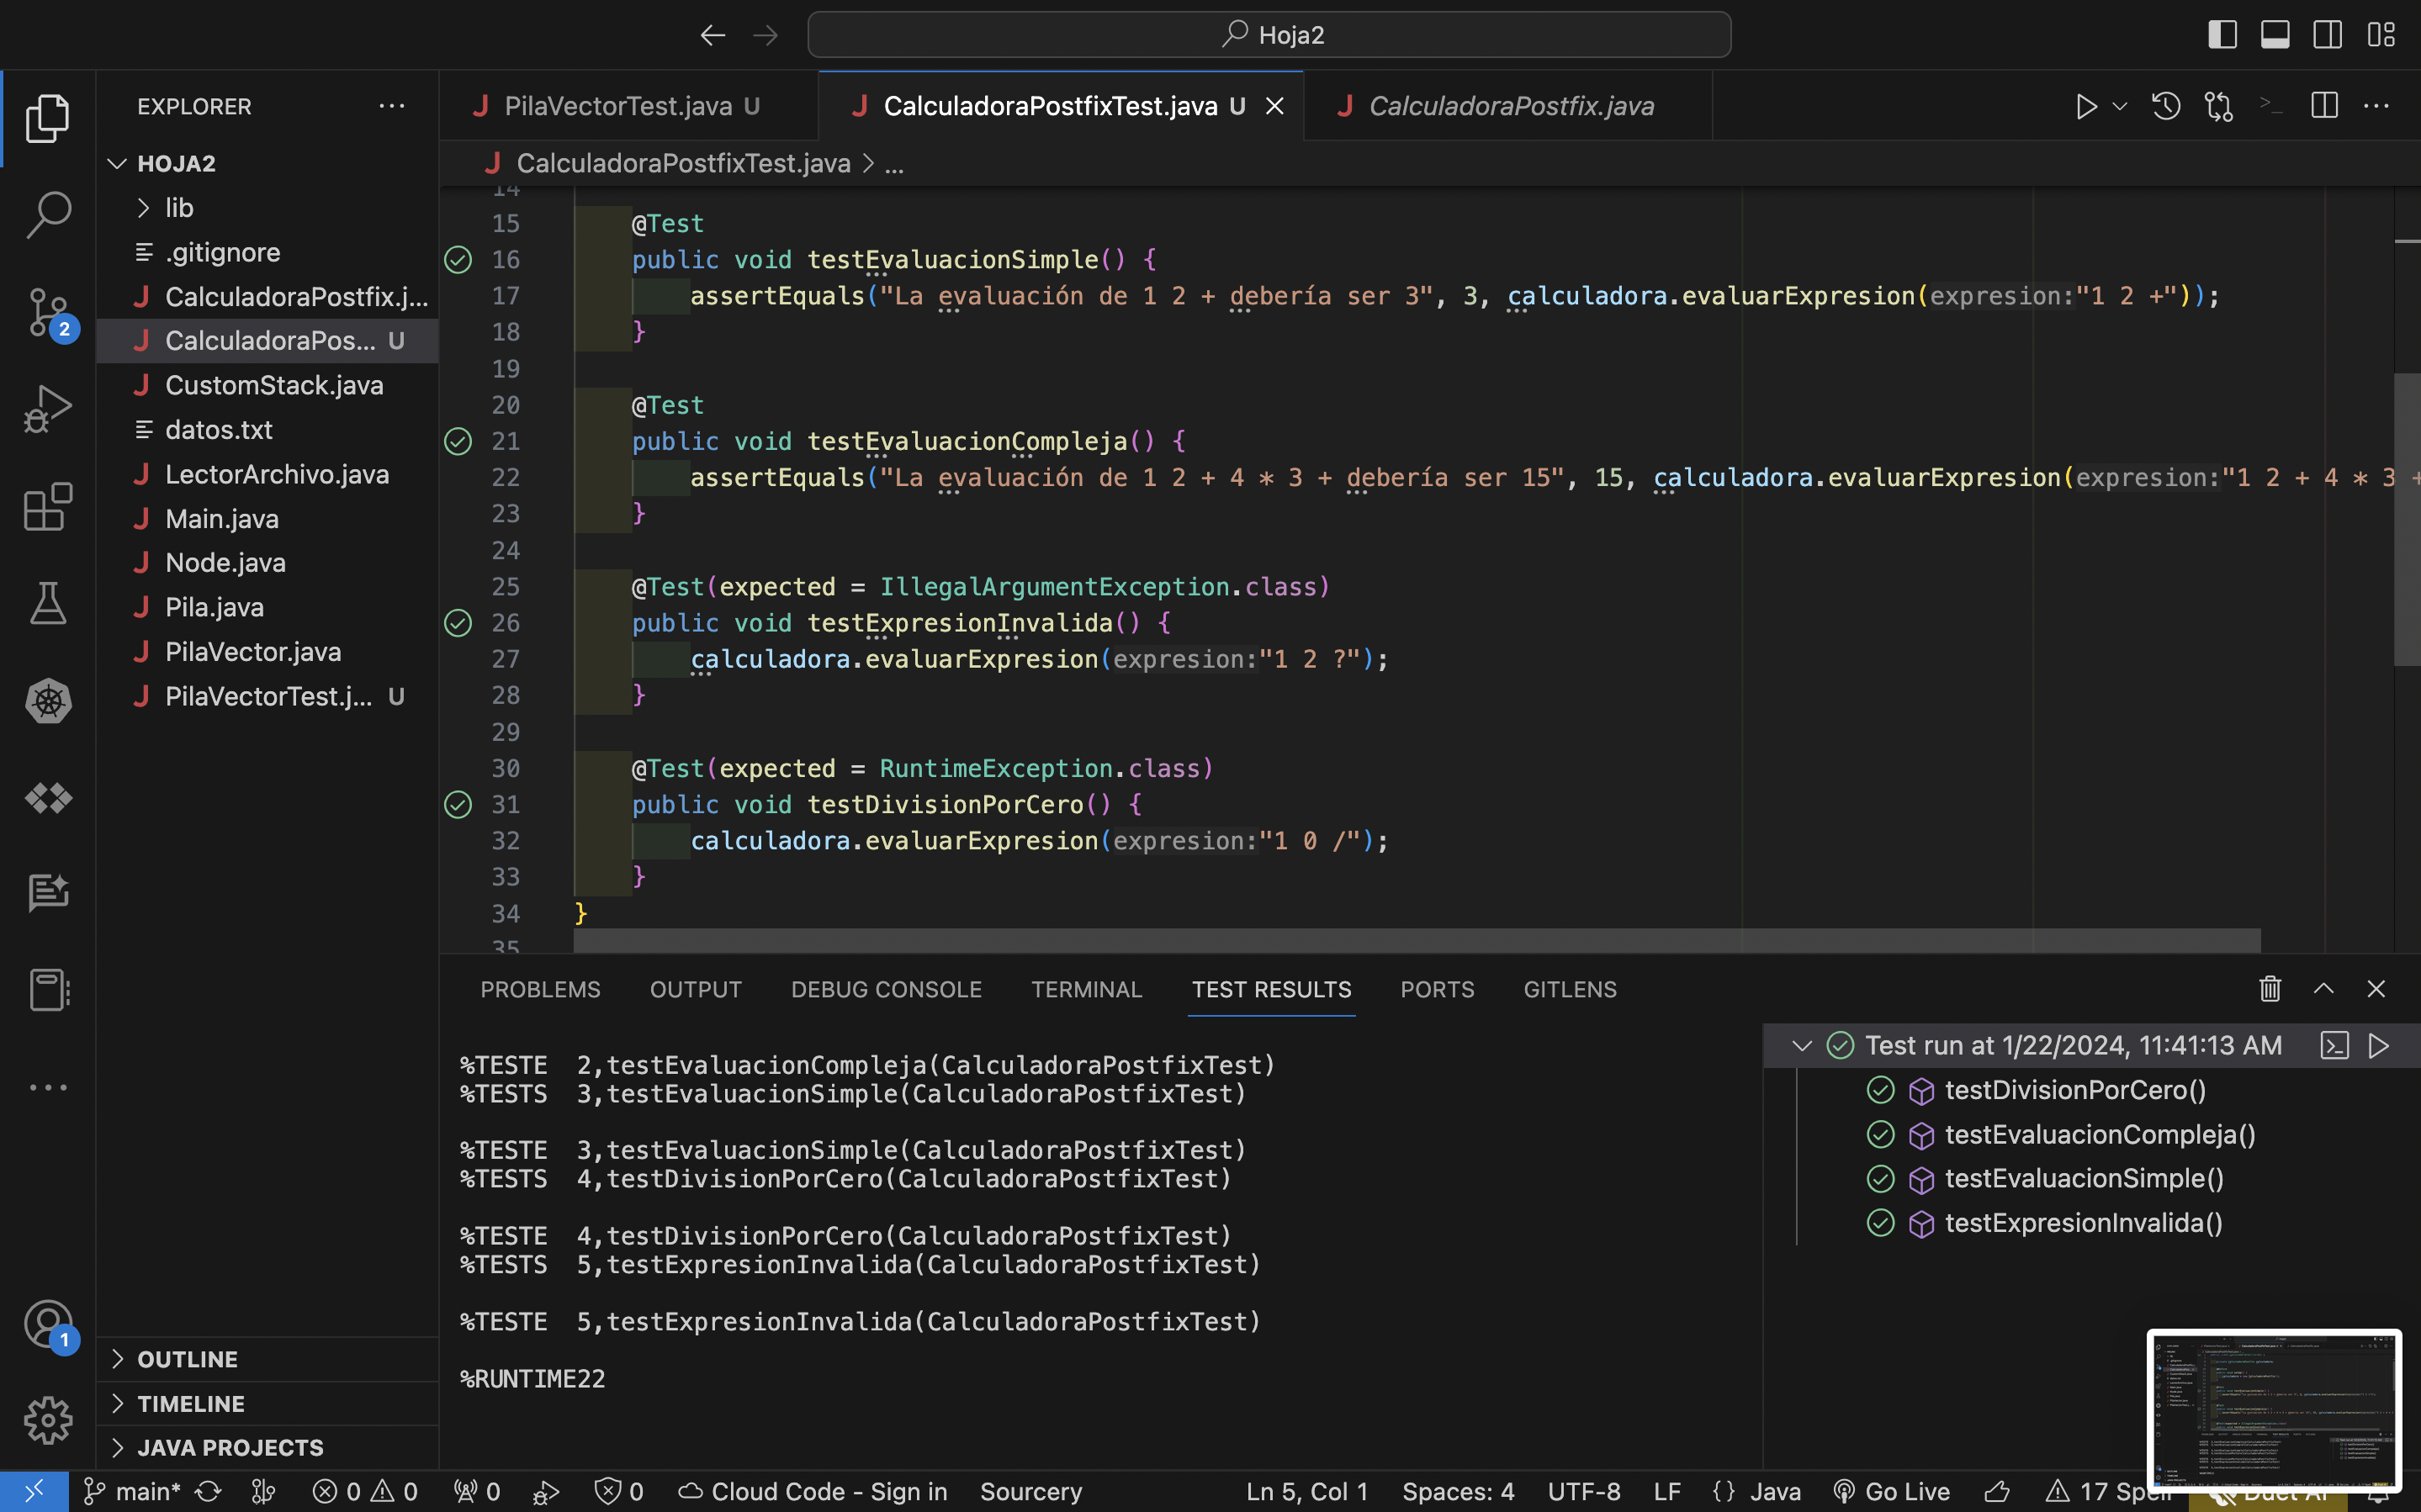 Hoja2
EXPLORER
HOJA2
lib
.gitignore
CalculadoraPostfix.j...
CalculadoraPos... U
CustomStack.java
datos.txt
LectorArchivo.java
Main.java
Node.java
Pila.java
PilaVector.java
PilaVectorTest.j... U
OUTLINE
TIMELINE
JAVA PROJECTS
2
1
PilaVectorTest.java U
CalculadoraPostfixTest.java U
CalculadoraPostfix.java
CalculadoraPostfixTest.java > ...
14
15 @Test
16 public void testEvaluacionSimple() {
17 assertEquals("La evaluación de 1 2 + debería ser 3", 3, calculadora.evaluarExpresion(expresion:"1 2 +"));
18 }
19
20 @Test
21 public void testEvaluacionCompleja() {
22 assertEquals("La evaluación de 1 2 + 4 * 3 + debería ser 15", 15, calculadora.evaluarExpresion(expresion:"1 2 + 4 * 3 +
23 }
24
25 @Test(expected = IllegalArgumentException.class)
26 public void testExpresionInvalida() {
27 calculadora.evaluarExpresion(expresion:"1 2 ?");
28 }
29
30 @Test(expected = RuntimeException.class)
31 public void testDivisionPorCero() {
32 calculadora.evaluarExpresion(expresion:"1 0 /");
33 }
34 }
35
PROBLEMS OUTPUT DEBUG CONSOLE TERMINAL TEST RESULTS PORTS GITLENS
%TESTE 2,testEvaluacionCompleja(CalculadoraPostfixTest)
%TESTS 3,testEvaluacionSimple(CalculadoraPostfixTest)
%TESTE 3,testEvaluacionSimple(CalculadoraPostfixTest)
%TESTS 4,testDivisionPorCero(CalculadoraPostfixTest)
%TESTE 4,testDivisionPorCero(CalculadoraPostfixTest)
%TESTS 5,testExpresionInvalida(CalculadoraPostfixTest)
%TESTE 5,testExpresionInvalida(CalculadoraPostfixTest)
%RUNTIME22
Test run at 1/22/2024, 11:41:13 AM
testDivisionPorCero()
testEvaluacionCompleja()
testEvaluacionSimple()
testExpresionInvalida()
main* 0 0 0 0 Cloud Code - Sign in Sourcery Ln 5, Col 1 Spaces: 4 UTF-8 LF {} Java Go Live 17 Spell